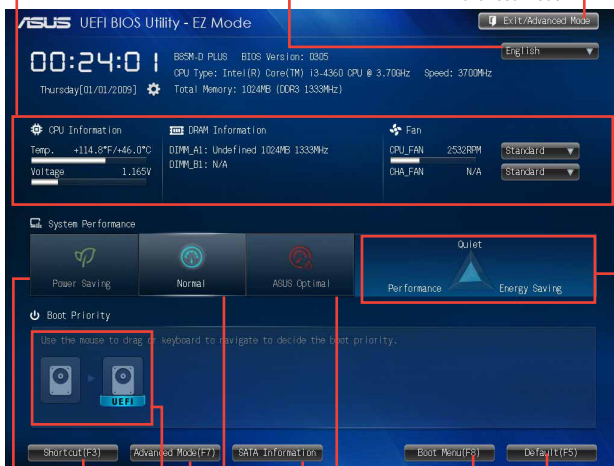 ASUS UEFI BIOS Utility - EZ Mode
Exit/Advanced Mode
English
00:24:01
B85M-D PLUS BIOS Version: 0305
CPU Type: Intel(R) Core(TM) i3-4360 CPU @ 3.70GHz Speed: 3700MHz
Thursday[01/01/2009]
Total Memory: 1024MB (DDR3 1333MHz)
CPU Information
DRAM Information
Fan
Temp. +114.8°F/+46.0°C
DIMM_A1: Undefined 1024MB 1333MHz
CPU_FAN 2532RPM Standard
DIMM_B1: N/A
Voltage 1.165V
CHA_FAN N/A Standard
System Performance
Quiet
Power Saving
Normal
ASUS Optimal
Performance
Energy Saving
Boot Priority
Use the mouse to drag or keyboard to navigate to decide the boot priority.
UEFI
Shortcut(F3)
Advanced Mode(F7)
SATA Information
Boot Menu(F8)
Default(F5)